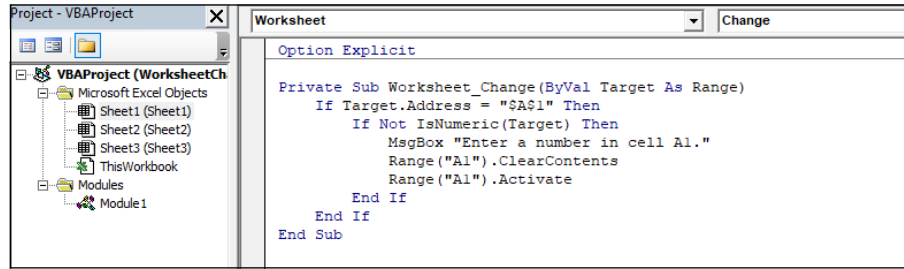 Project - VBAProject
VBAProject (WorksheetCh
Microsoft Excel Objects
Sheet1 (Sheet1)
Sheet2 (Sheet2)
Sheet3 (Sheet3)
ThisWorkbook
Modules
Module1
Worksheet
Change
Option Explicit
Private Sub Worksheet_Change(ByVal Target As Range)
If Target.Address = "$A$1" Then
If Not IsNumeric(Target) Then
MsgBox "Enter a number in cell A1."
Range("A1").ClearContents
Range("A1").Activate
End If
End If
End Sub